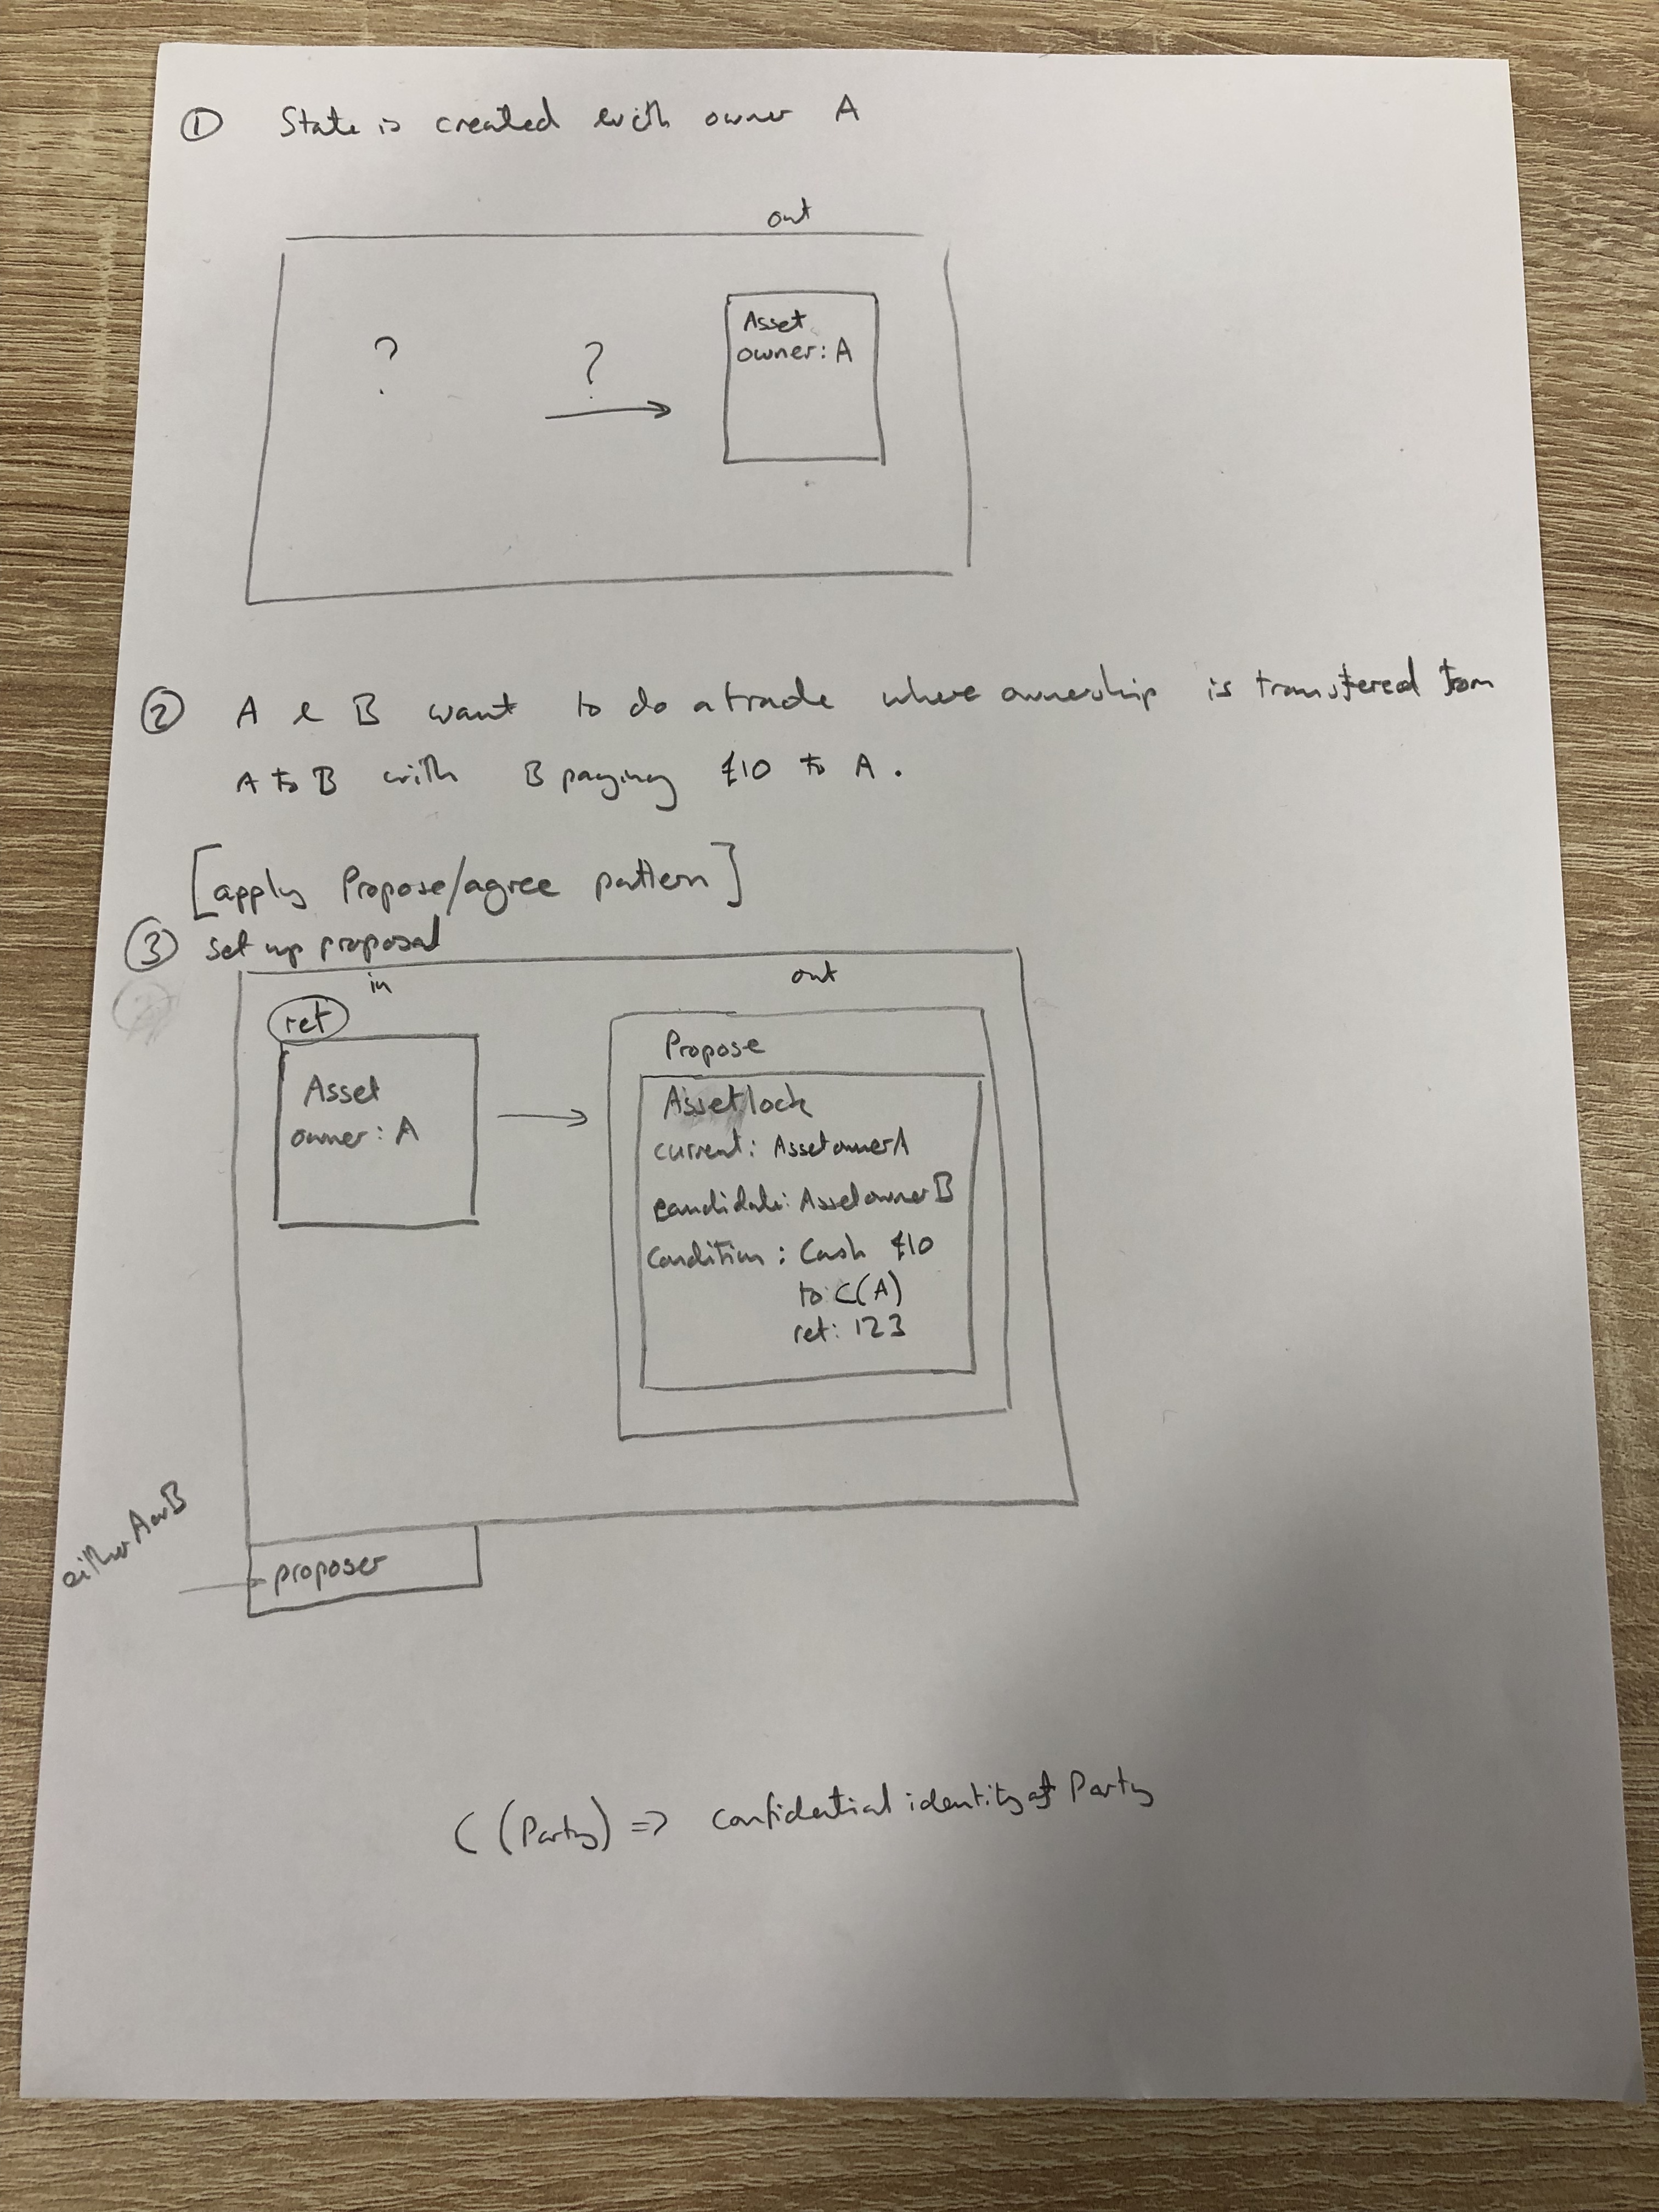 ① State is created with owner A
out
? ?
Asset
owner: A
② A & B want to do a trade where ownership is transfered from
A to B with B paying £10 to A.
[apply Propose/agree pattern]
③ set up proposal
in out
ref
Asset
owner: A
Propose
Asset lock
current: Asset owner A
candidate: Asset owner B
Condition: Cash £10
to C(A)
ref: 123
either A or B
proposer
C (Party) => confidential identity of Party